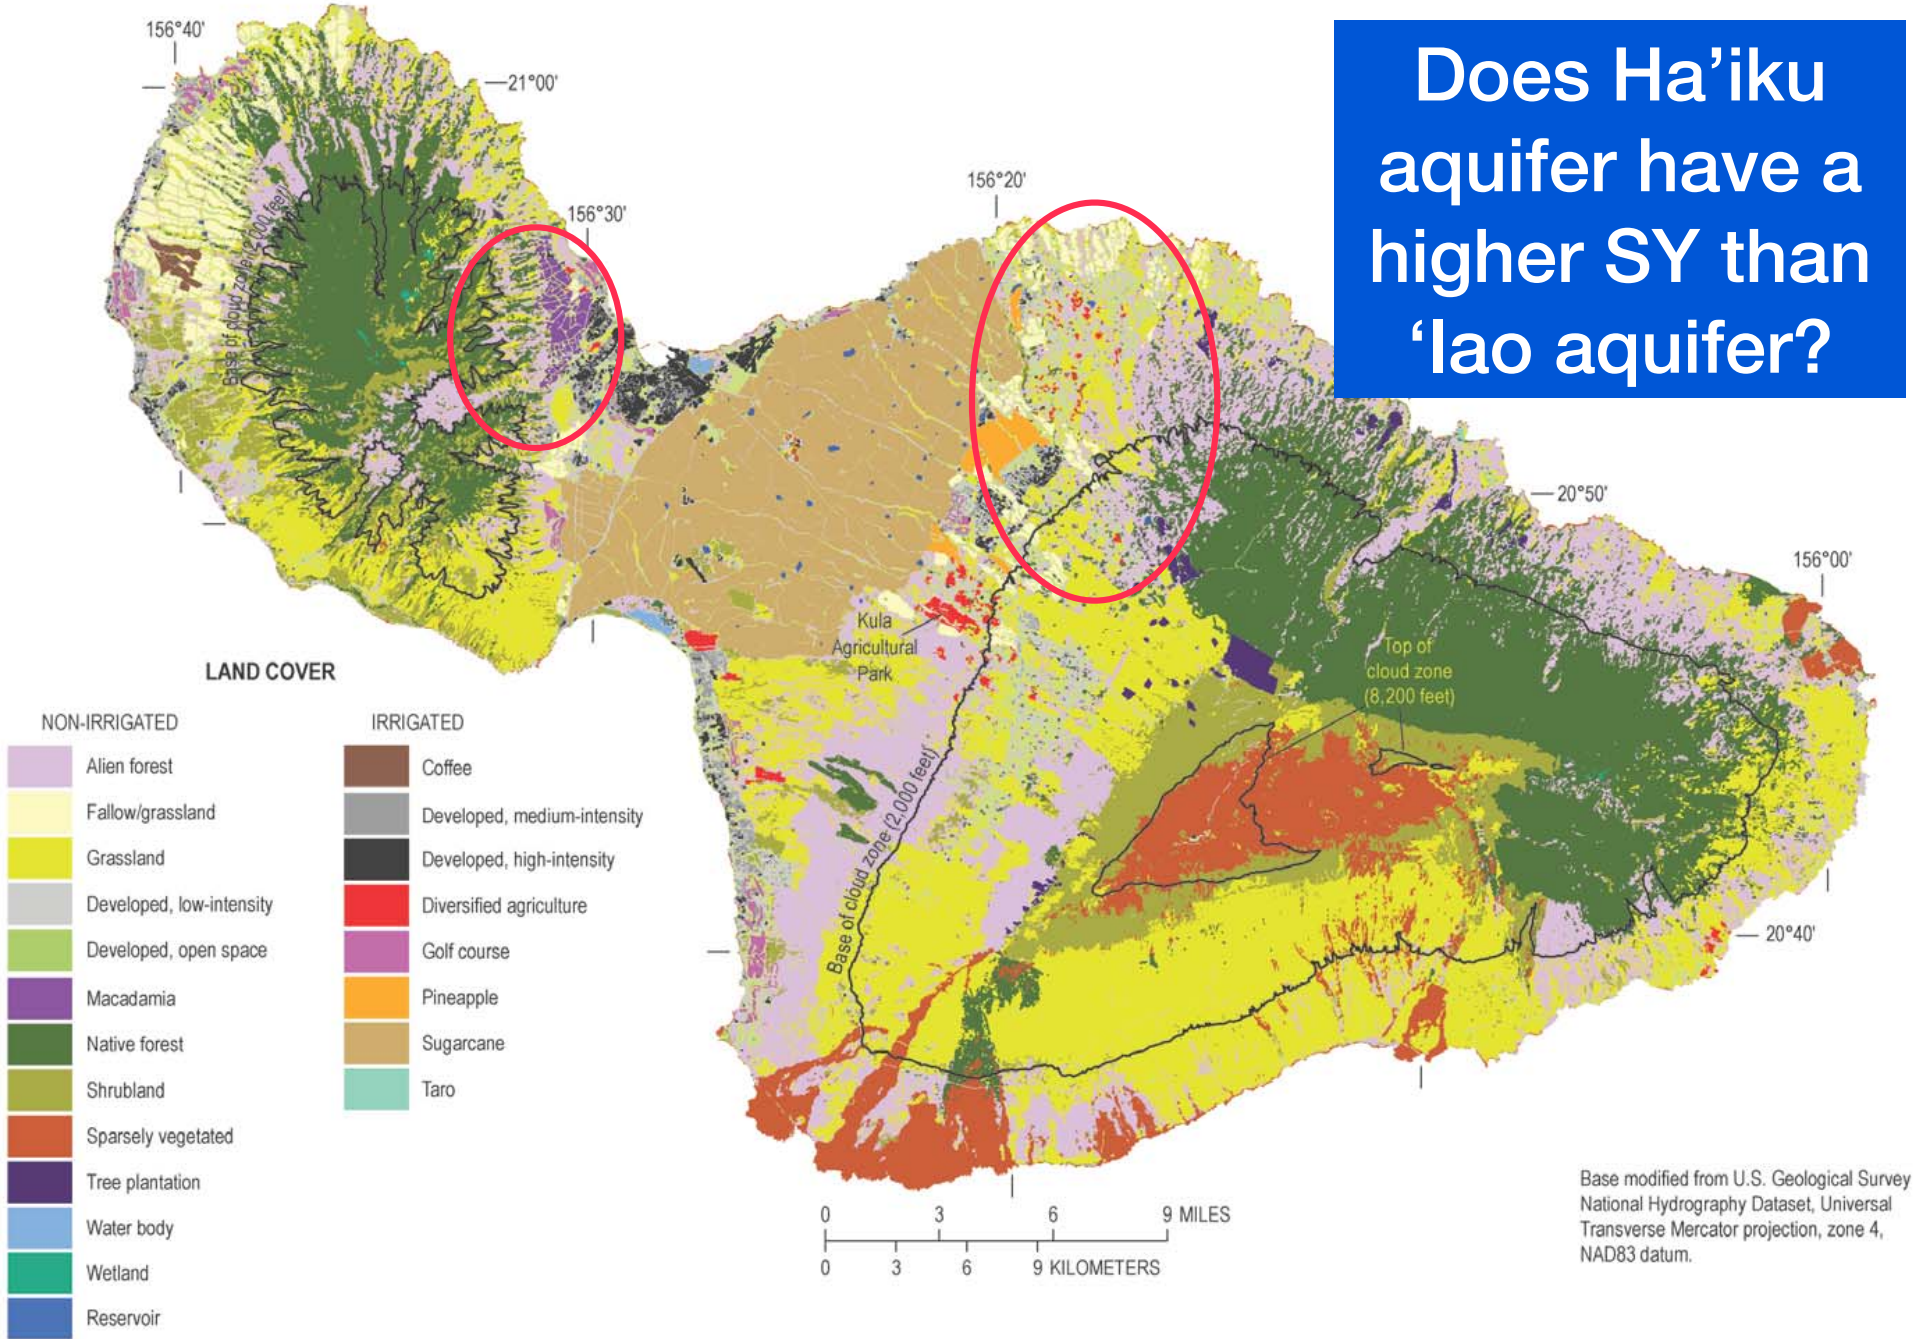 Does Ha’iku
aquifer have a
higher SY than
‘Iao aquifer?
156°40'
21°00'
156°30'
156°20'
Base of cloud zone (2,000 feet)
20°50'
156°00'
Kula
Agricultural
Park
Top of
cloud zone
(8,200 feet)
Base of cloud zone (2,000 feet)
20°40'
LAND COVER
NON-IRRIGATED
Alien forest
Fallow/grassland
Grassland
Developed, low-intensity
Developed, open space
Macadamia
Native forest
Shrubland
Sparsely vegetated
Tree plantation
Water body
Wetland
Reservoir
IRRIGATED
Coffee
Developed, medium-intensity
Developed, high-intensity
Diversified agriculture
Golf course
Pineapple
Sugarcane
Taro
0 3 6 9 MILES
0 3 6 9 KILOMETERS
Base modified from U.S. Geological Survey
National Hydrography Dataset, Universal
Transverse Mercator projection, zone 4,
NAD83 datum.